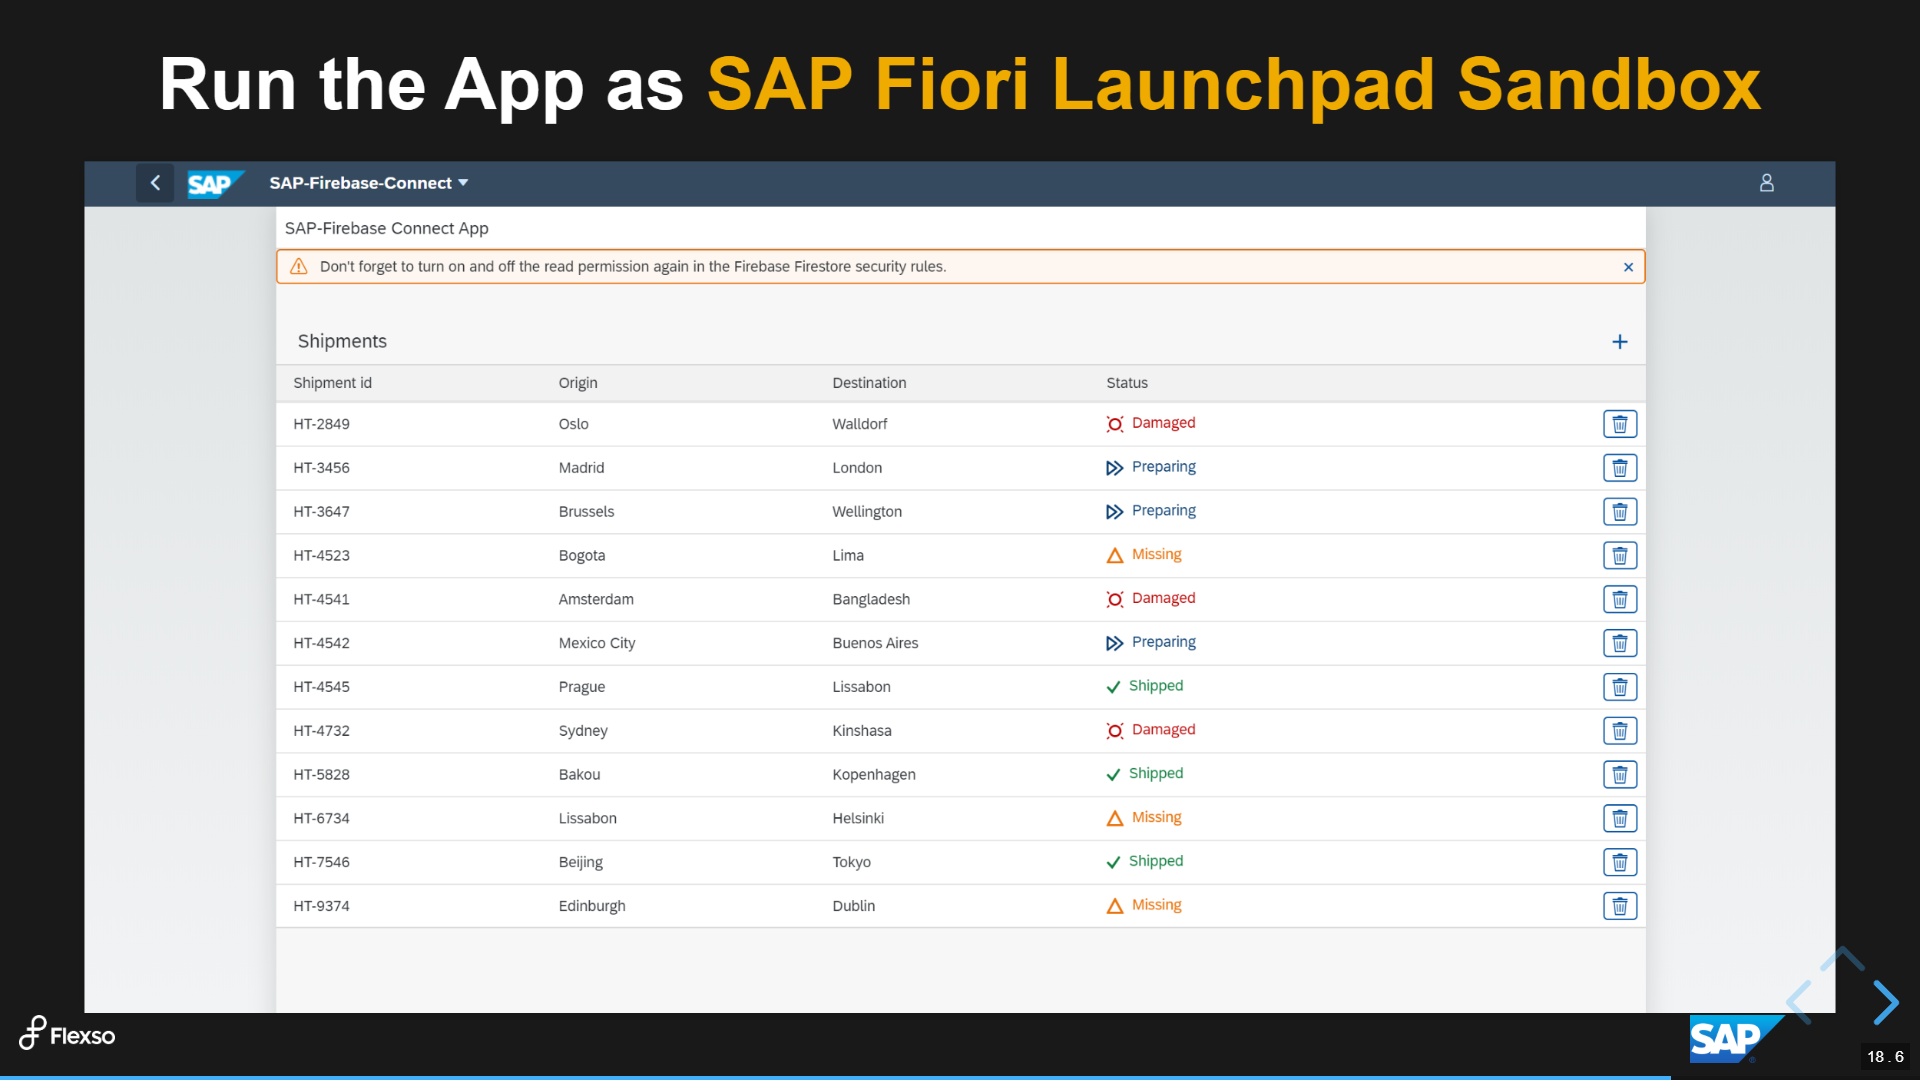 Run the App as SAP Fiori Launchpad Sandbox
SAP SAP-Firebase-Connect
SAP-Firebase Connect App
Don't forget to turn on and off the read permission again in the Firebase Firestore security rules.
Shipments
Shipment id Origin Destination Status
HT-2849 Oslo Walldorf Damaged
HT-3456 Madrid London Preparing
HT-3647 Brussels Wellington Preparing
HT-4523 Bogota Lima Missing
HT-4541 Amsterdam Bangladesh Damaged
HT-4542 Mexico City Buenos Aires Preparing
HT-4545 Prague Lissabon Shipped
HT-4732 Sydney Kinshasa Damaged
HT-5828 Bakou Kopenhagen Shipped
HT-6734 Lissabon Helsinki Missing
HT-7546 Beijing Tokyo Shipped
HT-9374 Edinburgh Dublin Missing
Flexso
SAP
18.6